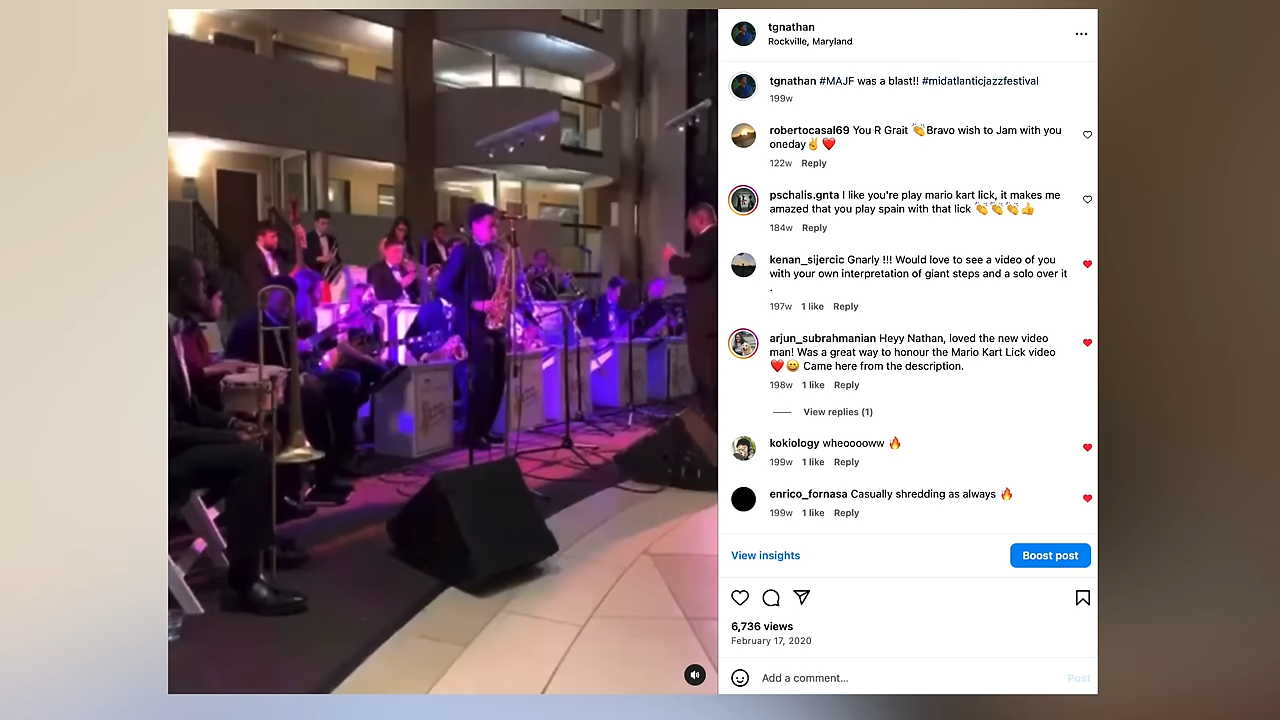 tgnathan
Rockville, Maryland
tgnathan #MAJF was a blast!! #midatlanticjazzfestival
199w
robertocasal69 You R Grait 👏Bravo wish to Jam with you
oneday✌️❤️
122w Reply
pschalis.gnta I like you're play mario kart lick, it makes me
amazed that you play spain with that lick 👏👏👏👍
184w Reply
kenan_sijercic Gnarly !!! Would love to see a video of you
with your own interpretation of giant steps and a solo over it
.
197w 1 like Reply
arjun_subrahmanian Heyy Nathan, loved the new video
man! Was a great way to honour the Mario Kart Lick video
❤️😄 Came here from the description.
198w 1 like Reply
View replies (1)
kokiology wheooooww 🔥
199w 1 like Reply
enrico_fornasa Casually shredding as always 🔥
199w 1 like Reply
View insights
Boost post
6,736 views
February 17, 2020
Add a comment...
Post